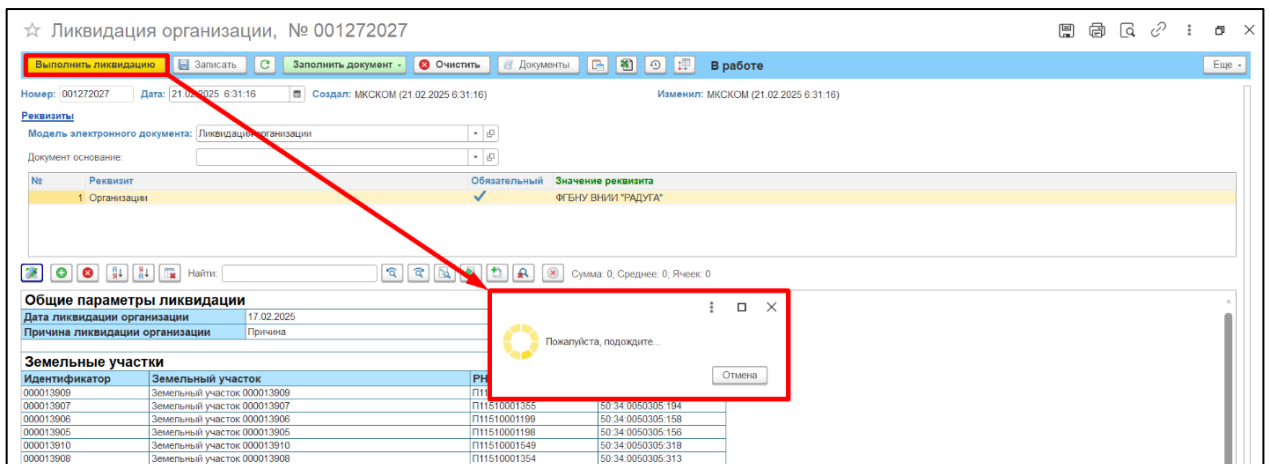 Ликвидация организации, № 001272027
Выполнить ликвидацию Записать Заполнить документ Очистить Документы В работе Еще
Номер: 001272027 Дата: 21.02.2025 6:31:16 Создал: МКСКОМ (21.02.2025 6:31:16) Изменил: МКСКОМ (21.02.2025 6:31:16)
Реквизиты
Модель электронного документа: Ликвидация организации
Документ основание:
№ Реквизит Обязательный Значение реквизита
1 Организации ФГБНУ ВНИИ "РАДУГА"
Найти: Сумма: 0; Среднее: 0; Ячеек: 0
Общие параметры ликвидации
Дата ликвидации организации 17.02.2025
Причина ликвидации организации Причина
Пожалуйста, подождите...
Отмена
Земельные участки
Идентификатор Земельный участок РН
000013909 Земельный участок 000013909 П11
000013907 Земельный участок 000013907 П11510001355 50:34:0050305:194
000013906 Земельный участок 000013906 П11510001199 50:34:0050305:158
000013905 Земельный участок 000013905 П11510001198 50:34:0050305:156
000013910 Земельный участок 000013910 П11510001549 50:34:0050305:318
000013908 Земельный участок 000013908 П11510001354 50:34:0050305:313